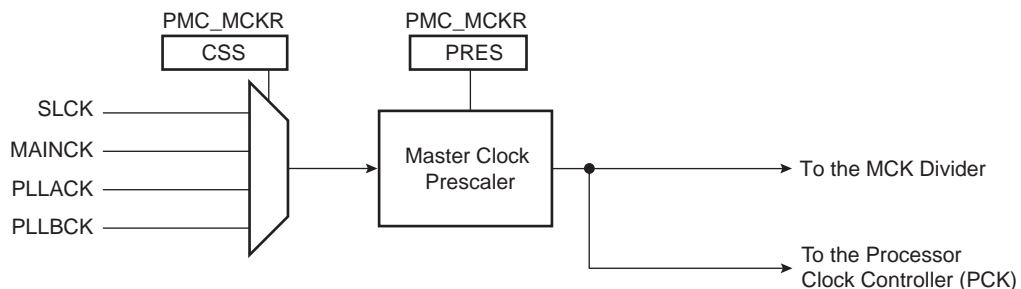 PMC_MCKR
PMC_MCKR
CSS
PRES
SLCK
MAINCK
PLLACK
PLLBCK
Master Clock
Prescaler
To the MCK Divider
To the Processor
Clock Controller (PCK)